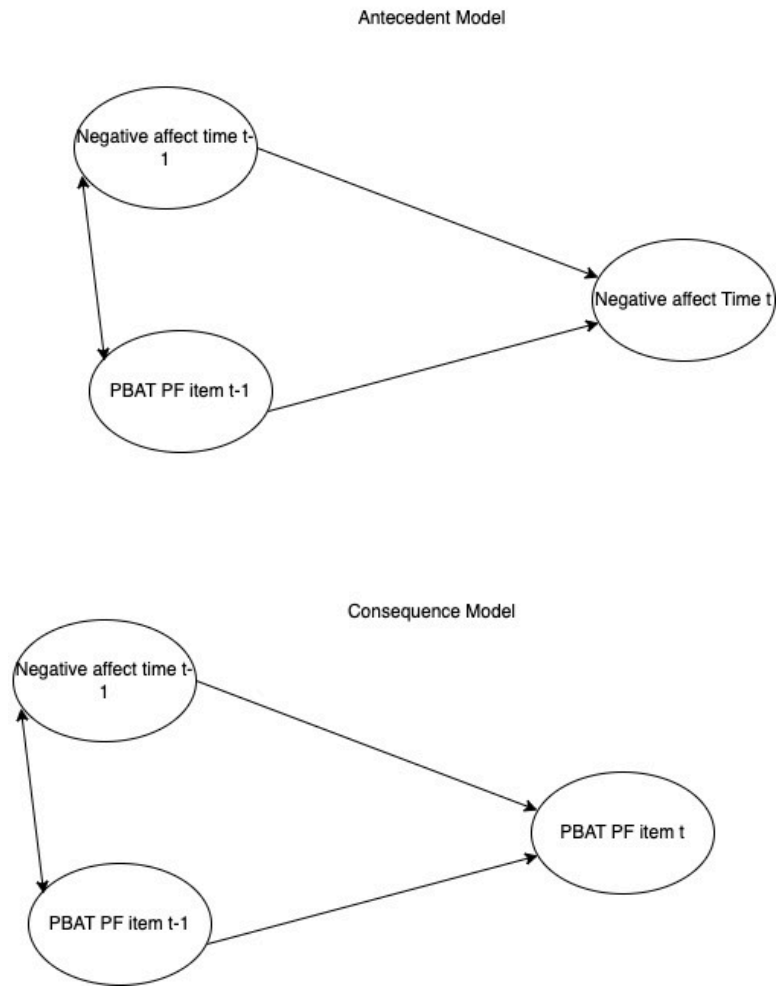 Antecedent Model
Negative affect time t-
1
Negative affect Time t
PBAT PF item t-1
Consequence Model
Negative affect time t-
1
PBAT PF item t
PBAT PF item t-1